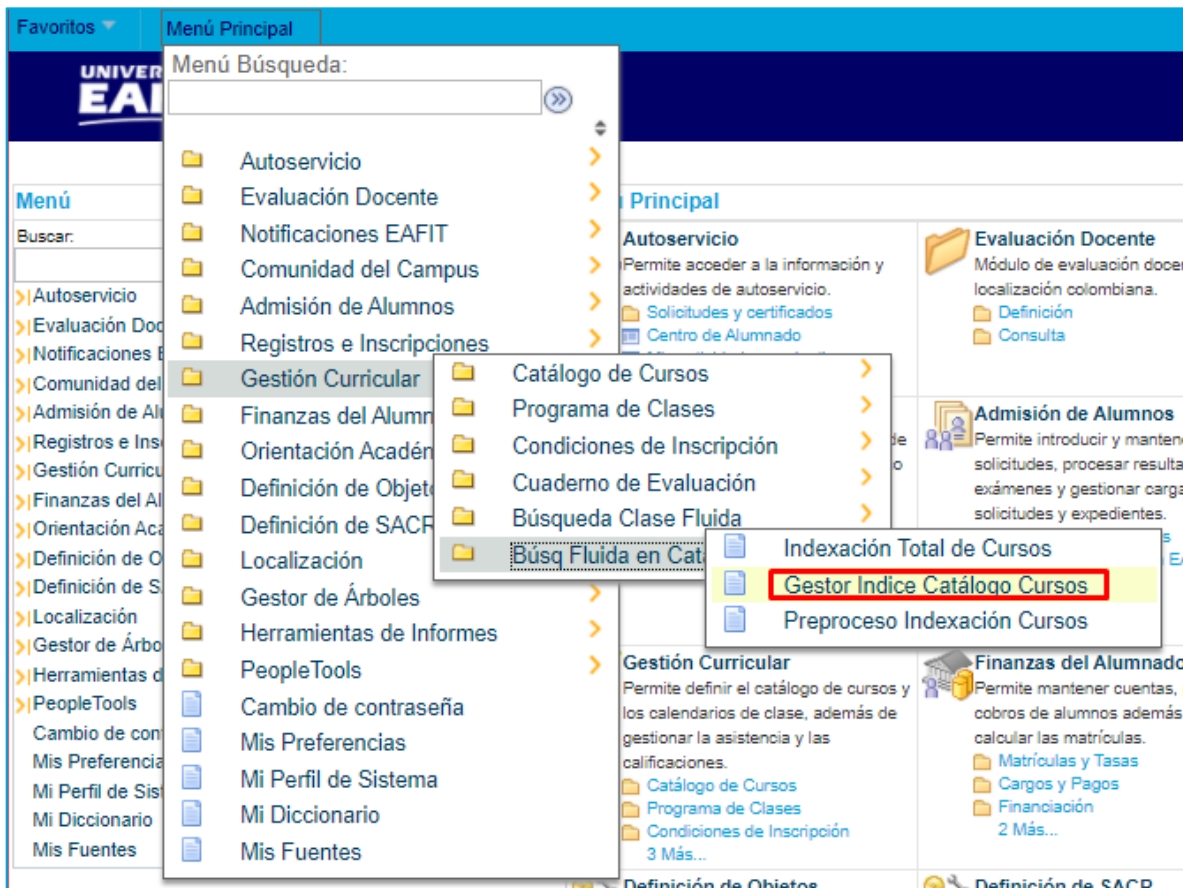 Favoritos Menú Principal
UNIVER
EAF
Menú Búsqueda:
Autoservicio
Evaluación Docente
Notificaciones EAFIT
Comunidad del Campus
Admisión de Alumnos
Registros e Inscripciones
Gestión Curricular
Finanzas del Alumn
Orientación Académ
Definición de Objeto
Definición de SACR
Localización
Gestor de Árboles
Herramientas de Informes
PeopleTools
Cambio de contraseña
Mis Preferencias
Mi Perfil de Sistema
Mi Diccionario
Mis Fuentes
Catálogo de Cursos
Programa de Clases
Condiciones de Inscripción
Cuaderno de Evaluación
Búsqueda Clase Fluida
Búsq Fluida en Cat
Indexación Total de Cursos
Gestor Indice Catálogo Cursos
Preproceso Indexación Cursos
Menú
Buscar:
Autoservicio
Evaluación Doc
Notificaciones E
Comunidad del
Admisión de Al
Registros e Ins
Gestión Curricu
Finanzas del Al
Orientación Aca
Definición de O
Definición de S
Localización
Gestor de Árbo
Herramientas d
PeopleTools
Cambio de con
Mis Preferencia
Mi Perfil de Sist
Mi Diccionario
Mis Fuentes
Principal
Autoservicio
Permite acceder a la información y
actividades de autoservicio.
Solicitudes y certificados
Centro de Alumnado
Evaluación Docente
Módulo de evaluación docen
localización colombiana.
Definición
Consulta
de
o
Admisión de Alumnos
Permite introducir y mantene
solicitudes, procesar resulta
exámenes y gestionar carga
solicitudes y expedientes.
s
EA
Gestión Curricular
Permite definir el catálogo de cursos y
los calendarios de clase, además de
gestionar la asistencia y las
calificaciones.
Catálogo de Cursos
Programa de Clases
Condiciones de Inscripción
3 Más...
Finanzas del Alumnado
Permite mantener cuentas,
cobros de alumnos además
calcular las matrículas.
Matrículas y Tasas
Cargos y Pagos
Financiación
2 Más...
Definición de Objetos
Definición de SACR